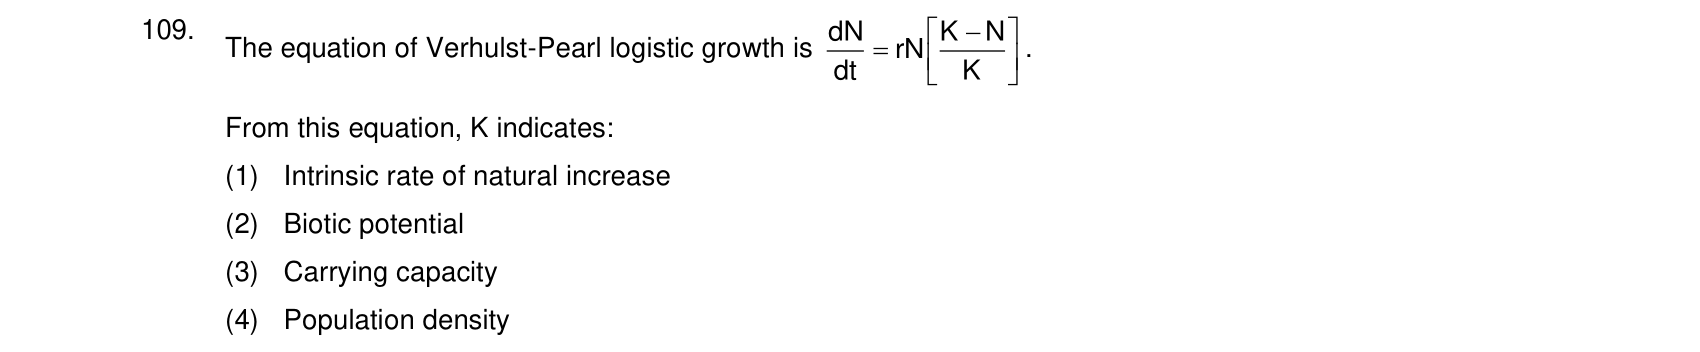 109. The equation of Verhulst-Pearl logistic growth is dN/dt = rN[K – N/K].
From this equation, K indicates:
(1) Intrinsic rate of natural increase
(2) Biotic potential
(3) Carrying capacity
(4) Population density